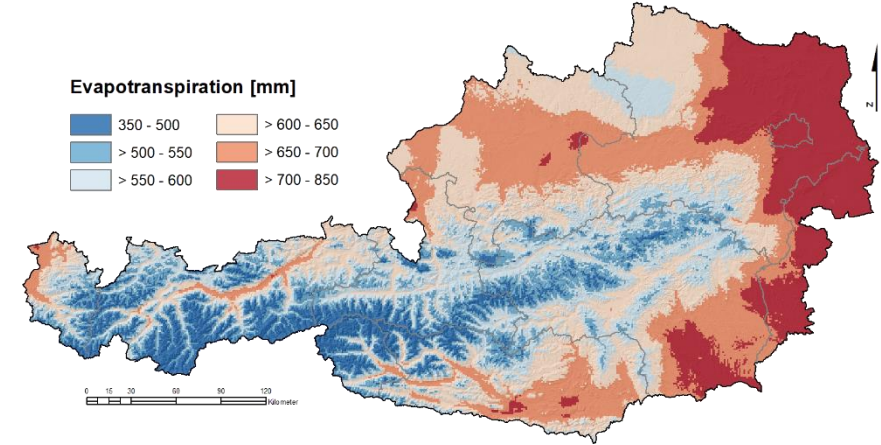 Evapotranspiration [mm]
350 - 500
> 500 - 550
> 550 - 600
> 600 - 650
> 650 - 700
> 700 - 850
N
0 15 30 60 90 120
Kilometer